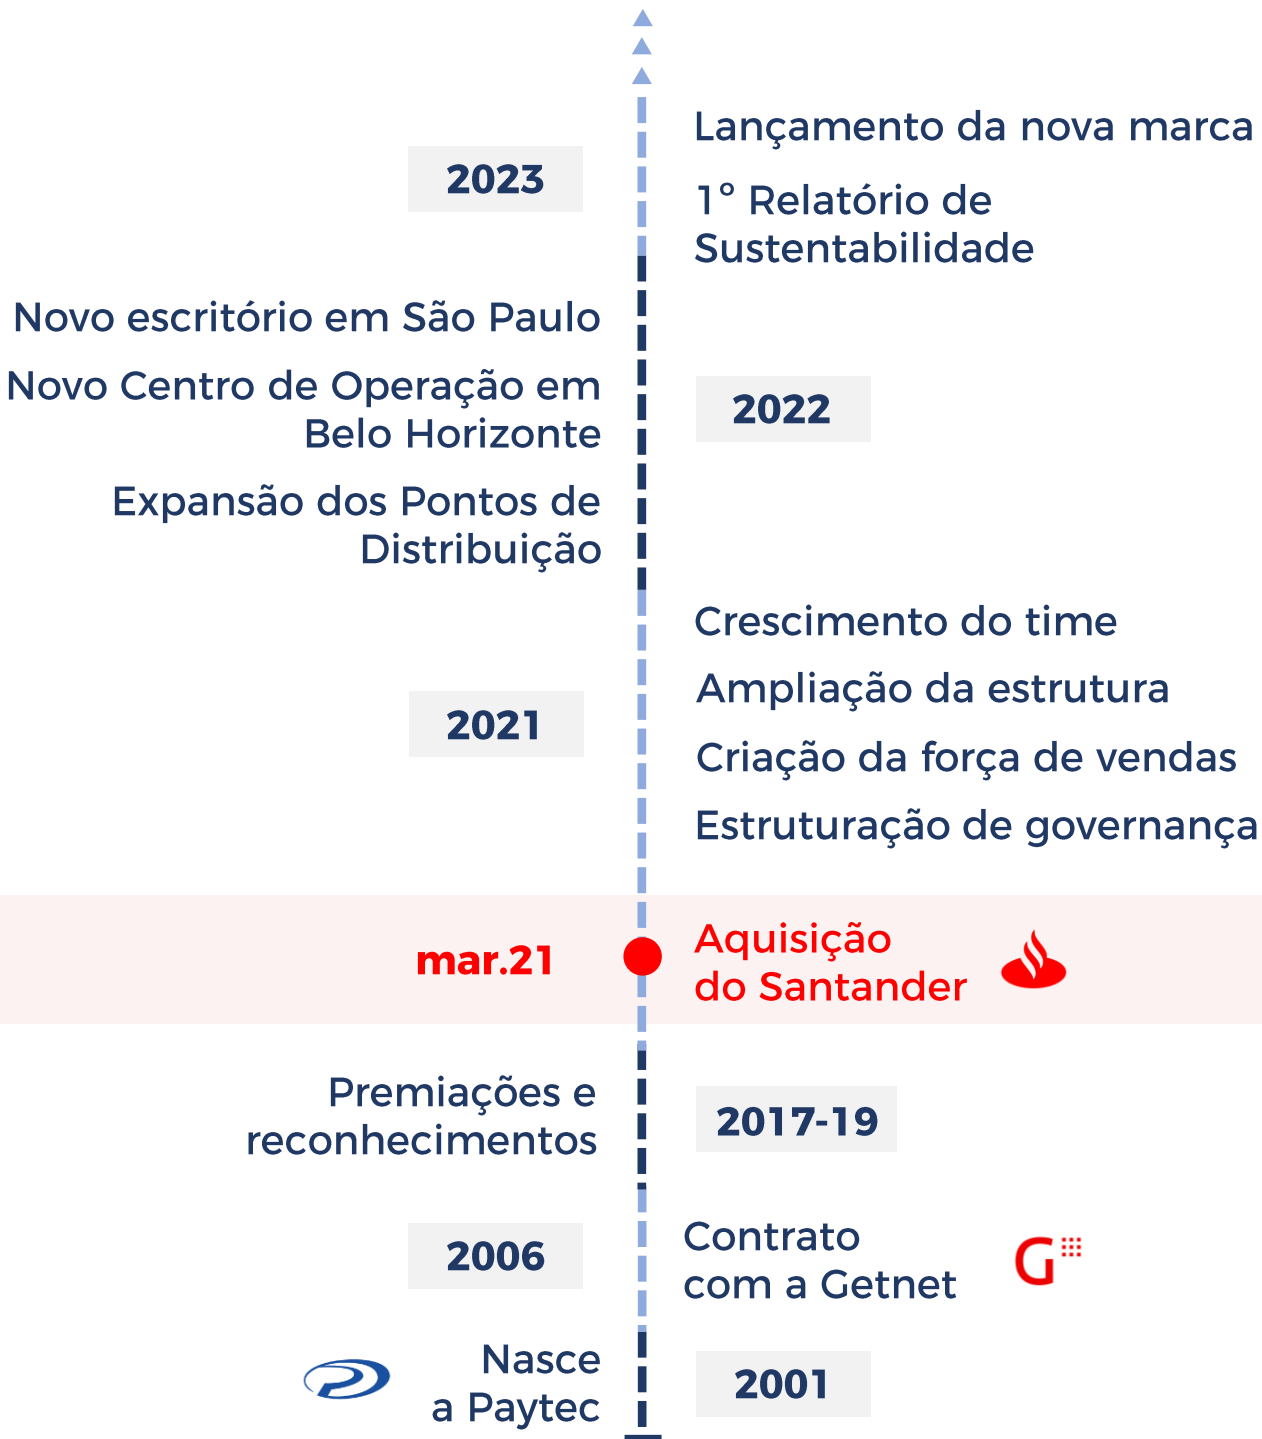 2023
Lançamento da nova marca
1º Relatório de
Sustentabilidade
Novo escritório em São Paulo
Novo Centro de Operação em
Belo Horizonte
Expansão dos Pontos de
Distribuição
2022
2021
Crescimento do time
Ampliação da estrutura
Criação da força de vendas
Estruturação de governança
mar.21
Aquisição
do Santander
Premiações e
reconhecimentos
2017-19
2006
Contrato
com a Getnet
G
Nasce
a Paytec
2001